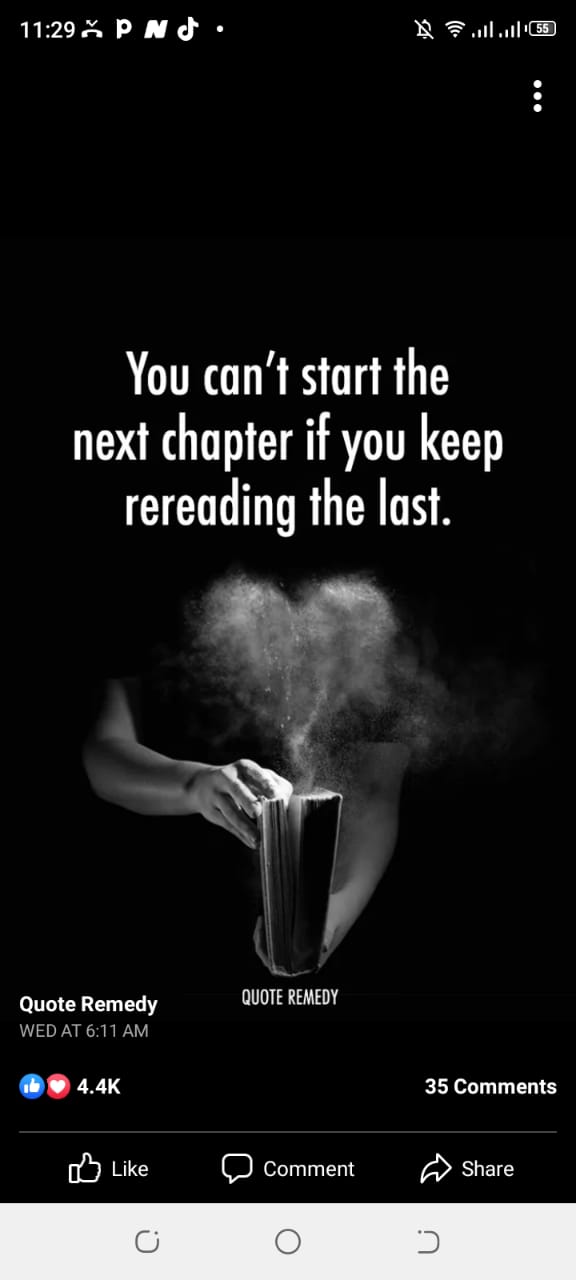 11:29
55
You can't start the
next chapter if you keep
rereading the last.
QUOTE REMEDY
Quote Remedy
WED AT 6:11 AM
4.4K
35 Comments
Like
Comment
Share